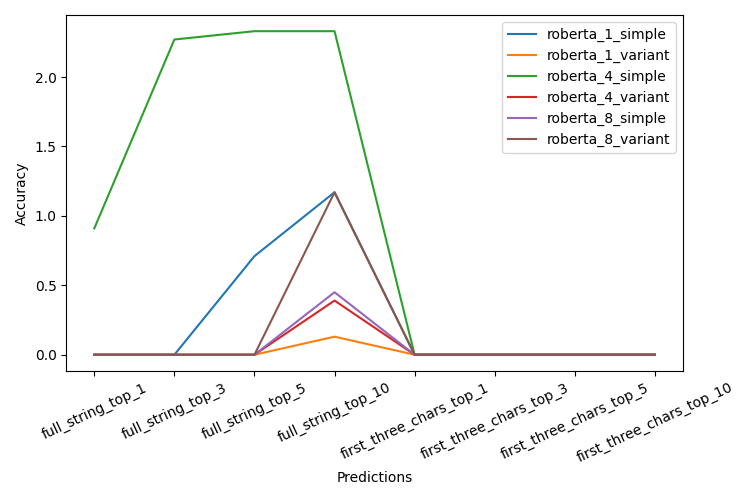 roberta_1_simple
roberta_1_variant
roberta_4_simple
roberta_4_variant
roberta_8_simple
roberta_8_variant
Accuracy
2.0
1.5
1.0
0.5
0.0
full_string_top_1
full_string_top_3
full_string_top_5
full_string_top_10
first_three_chars_top_1
first_three_chars_top_3
first_three_chars_top_5
first_three_chars_top_10
Predictions